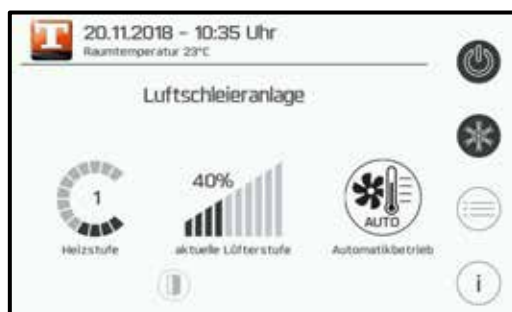 T
20.11.2018 - 10:35 Uhr
Raumtemperatur 23°C
Luftschleieranlage
1
40%
AUTO
Heizstufe
aktuelle Lüfterstufe
Automatikbetrieb
i